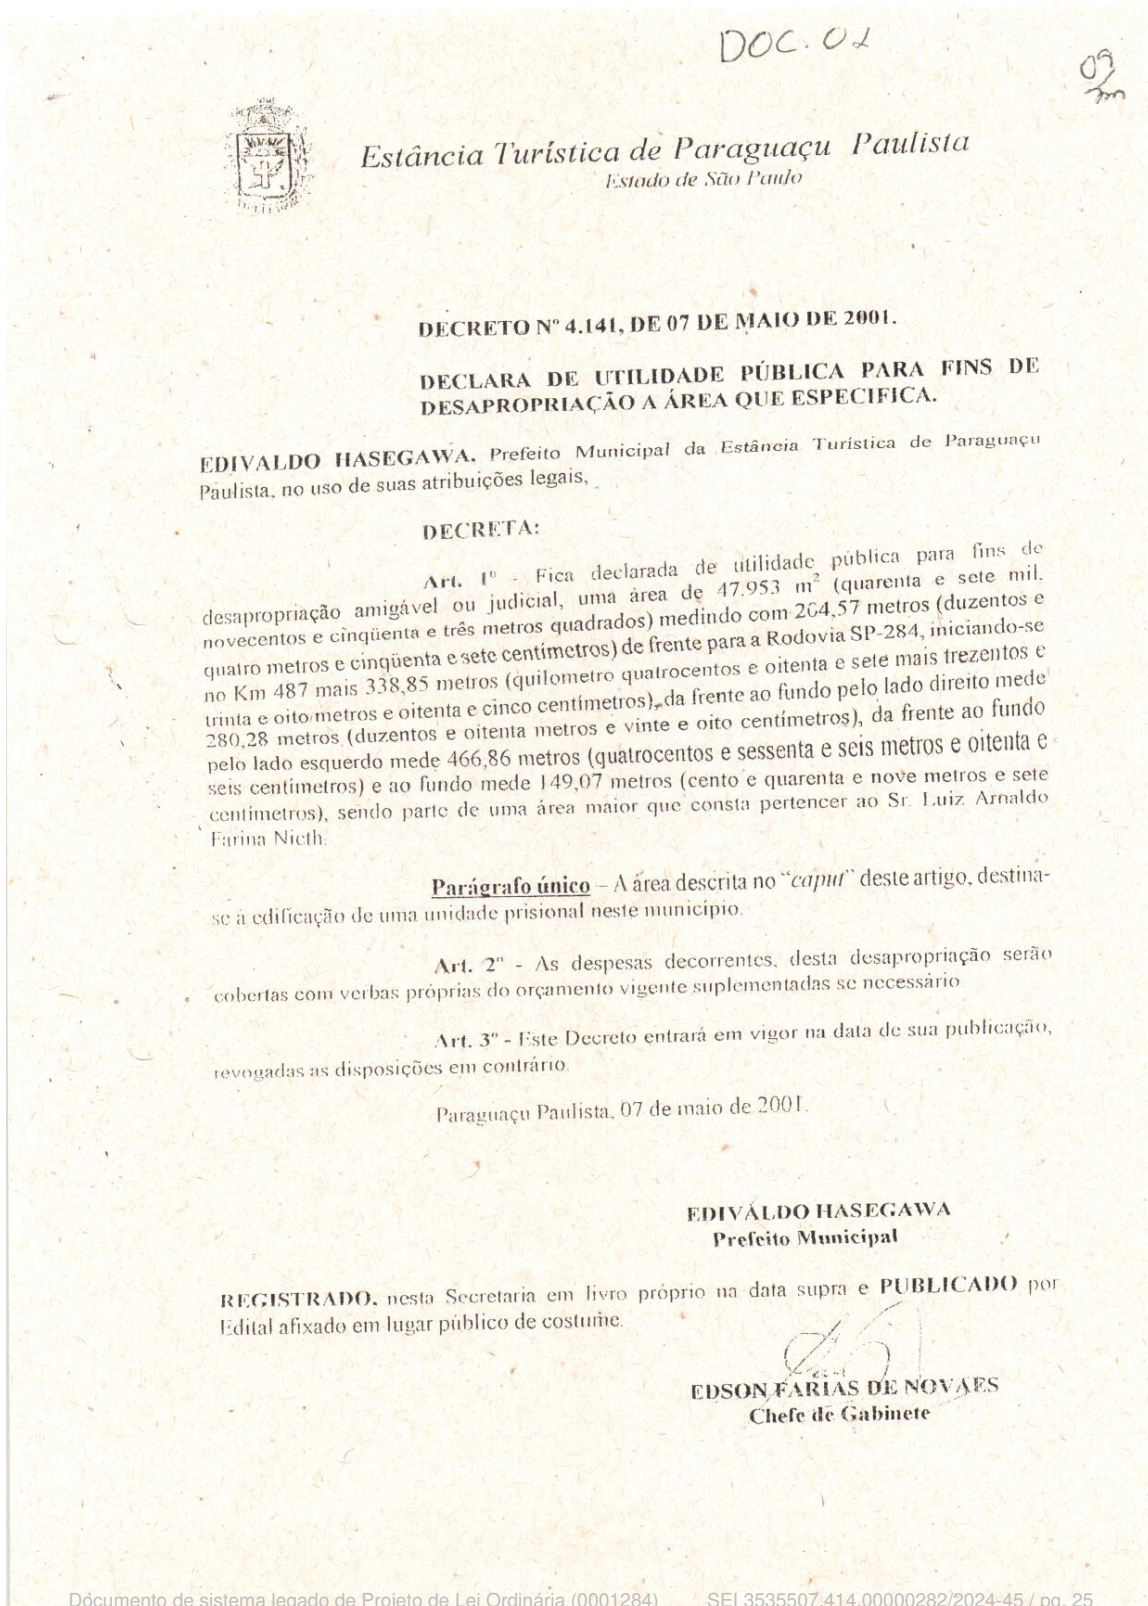 DOC. 01
09
Estância Turística de Paraguaçu Paulista
Estado de São Paulo
DECRETO Nº 4.141, DE 07 DE MAIO DE 2001.
DECLARA DE UTILIDADE PÚBLICA PARA FINS DE
DESAPROPRIAÇÃO A ÁREA QUE ESPECIFICA.
EDIVALDO HASEGAWA, Prefeito Municipal da Estância Turística de Paraguaçu
Paulista, no uso de suas atribuições legais,
DECRETA:
Art. 1º - Fica declarada de utilidade pública para fins de
desapropriação amigável ou judicial, uma área de 47.953 m² (quarenta e sete mil,
novecentos e cinqüenta e três metros quadrados) medindo com 204,57 metros (duzentos e
quatro metros e cinqüenta e sete centímetros) de frente para a Rodovia SP-284, iniciando-se
no Km 487 mais 338,85 metros (quilometro quatrocentos e oitenta e sete mais trezentos e
trinta e oito metros e oitenta e cinco centímetros), da frente ao fundo pelo lado direito mede
280,28 metros (duzentos e oitenta metros e vinte e oito centímetros), da frente ao fundo
pelo lado esquerdo mede 466,86 metros (quatrocentos e sessenta e seis metros e oitenta e
seis centímetros) e ao fundo mede 149,07 metros (cento e quarenta e nove metros e sete
centímetros), sendo parte de uma área maior que consta pertencer ao Sr. Luiz Arnaldo
Farina Nieth.
Parágrafo único – A área descrita no “caput” deste artigo, destina-
se à edificação de uma unidade prisional neste município.
Art. 2º - As despesas decorrentes, desta desapropriação serão
cobertas com verbas próprias do orçamento vigente suplementadas se necessário.
Art. 3º - Este Decreto entrará em vigor na data de sua publicação,
revogadas as disposições em contrário.
Paraguaçu Paulista, 07 de maio de 2001.
EDIVALDO HASEGAWA
Prefeito Municipal
REGISTRADO, nesta Secretaria em livro próprio na data supra e PUBLICADO por
Edital afixado em lugar público de costume.
EDSON FARIAS DE NOVAES
Chefe de Gabinete
Documento de sistema legado de Projeto de Lei Ordinária (0001284) SEI 3535507.414.00000282/2024-45 / pg. 25